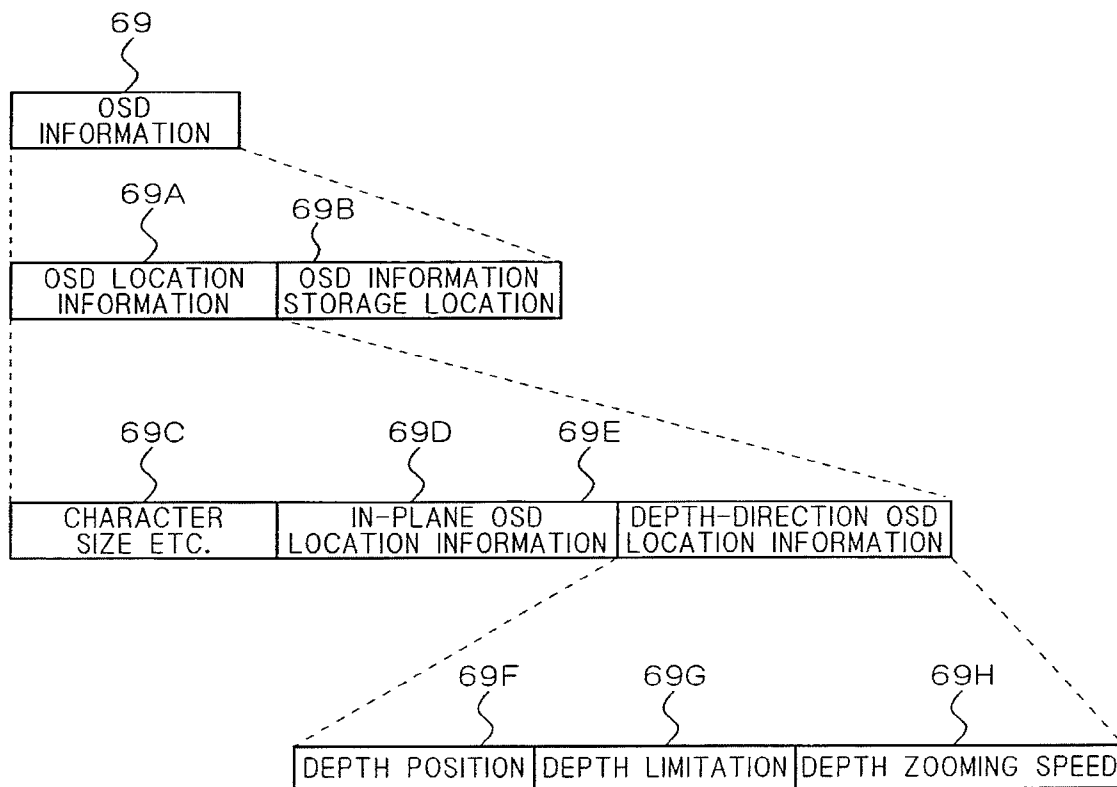 69
OSD
INFORMATION
69A
69B
OSD LOCATION
INFORMATION
OSD INFORMATION
STORAGE LOCATION
69C
69D
69E
CHARACTER
SIZE ETC.
IN-PLANE OSD
LOCATION INFORMATION
DEPTH-DIRECTION OSD
LOCATION INFORMATION
69F
69G
69H
DEPTH POSITION
DEPTH LIMITATION
DEPTH ZOOMING SPEED